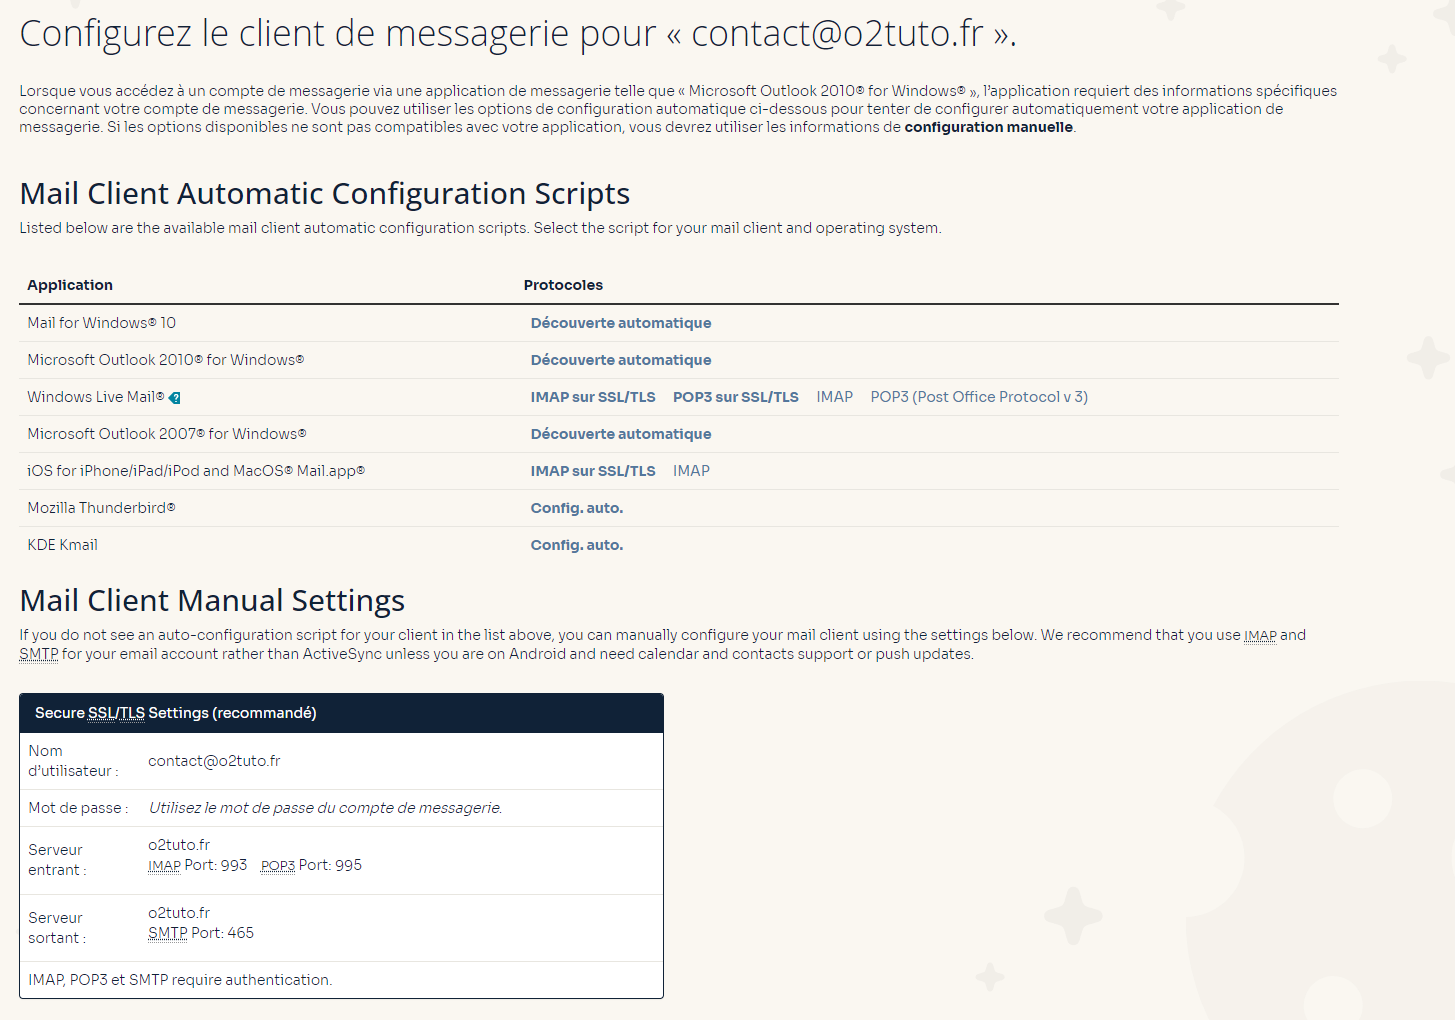 Configurez le client de messagerie pour « contact@o2tuto.fr ».
Lorsque vous accédez à un compte de messagerie via une application de messagerie telle que « Microsoft Outlook 2010® for Windows® », l’application requiert des informations spécifiques
concernant votre compte de messagerie. Vous pouvez utiliser les options de configuration automatique ci-dessous pour tenter de configurer automatiquement votre application de
messagerie. Si les options disponibles ne sont pas compatibles avec votre application, vous devrez utiliser les informations de configuration manuelle.
Mail Client Automatic Configuration Scripts
Listed below are the available mail client automatic configuration scripts. Select the script for your mail client and operating system.
Application Protocoles
Mail for Windows® 10 Découverte automatique
Microsoft Outlook 2010® for Windows® Découverte automatique
Windows Live Mail® ? IMAP sur SSL/TLS POP3 sur SSL/TLS IMAP POP3 (Post Office Protocol v 3)
Microsoft Outlook 2007® for Windows® Découverte automatique
iOS for iPhone/iPad/iPod and MacOS® Mail.app® IMAP sur SSL/TLS IMAP
Mozilla Thunderbird® Config. auto.
KDE Kmail Config. auto.
Mail Client Manual Settings
If you do not see an auto-configuration script for your client in the list above, you can manually configure your mail client using the settings below. We recommend that you use IMAP and
SMTP for your email account rather than ActiveSync unless you are on Android and need calendar and contacts support or push updates.
Secure SSL/TLS Settings (recommandé)
Nom
d’utilisateur :
contact@o2tuto.fr
Mot de passe : Utilisez le mot de passe du compte de messagerie.
Serveur
entrant :
o2tuto.fr
IMAP Port: 993 POP3 Port: 995
Serveur
sortant :
o2tuto.fr
SMTP Port: 465
IMAP, POP3 et SMTP require authentication.